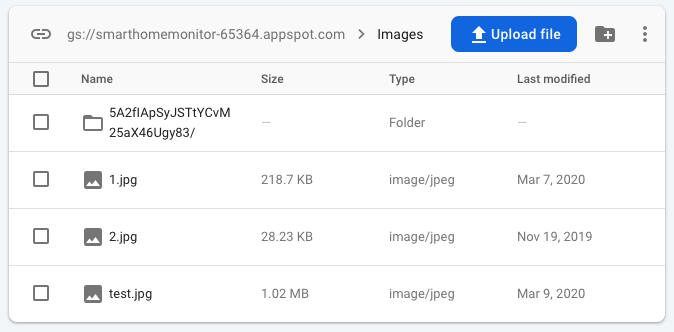 gs://smarthomemonitor-65364.appspot.com > Images Upload file
Name Size Type Last modified
5A2fIApSyJSTtYCvM
25aX46Ugy83/ — Folder —
1.jpg 218.7 KB image/jpeg Mar 7, 2020
2.jpg 28.23 KB image/jpeg Nov 19, 2019
test.jpg 1.02 MB image/jpeg Mar 9, 2020